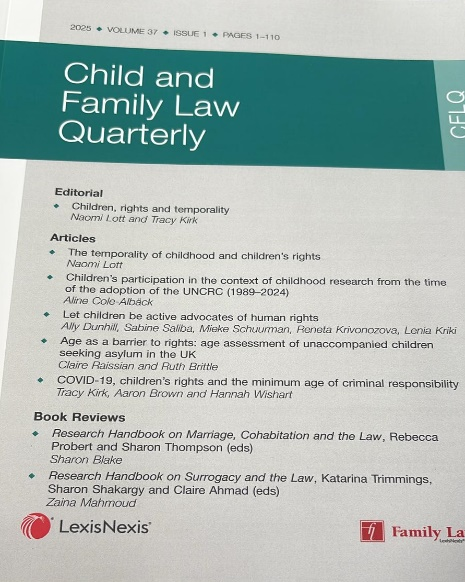 2025 ◆ VOLUME 37 ◆ ISSUE 1 ◆ PAGES 1–110
Child and
Family Law
Quarterly
CFLQ
Editorial
◆ Children, rights and temporality
Naomi Lott and Tracy Kirk
Articles
◆ The temporality of childhood and children's rights
Naomi Lott
◆ Children's participation in the context of childhood research from the time
of the adoption of the UNCRC (1989–2024)
Aline Cole-Albäck
◆ Let children be active advocates of human rights
Ally Dunhill, Sabine Saliba, Mieke Schuurman, Reneta Krivonozova, Lenia Kriki
◆ Age as a barrier to rights: age assessment of unaccompanied children
seeking asylum in the UK
Claire Raissian and Ruth Brittle
◆ COVID-19, children's rights and the minimum age of criminal responsibility
Tracy Kirk, Aaron Brown and Hannah Wishart
Book Reviews
◆ Research Handbook on Marriage, Cohabitation and the Law, Rebecca
Probert and Sharon Thompson (eds)
Sharon Blake
◆ Research Handbook on Surrogacy and the Law, Katarina Trimmings,
Sharon Shakargy and Claire Ahmad (eds)
Zaina Mahmoud
LexisNexis®
Family La
LexisNexis®